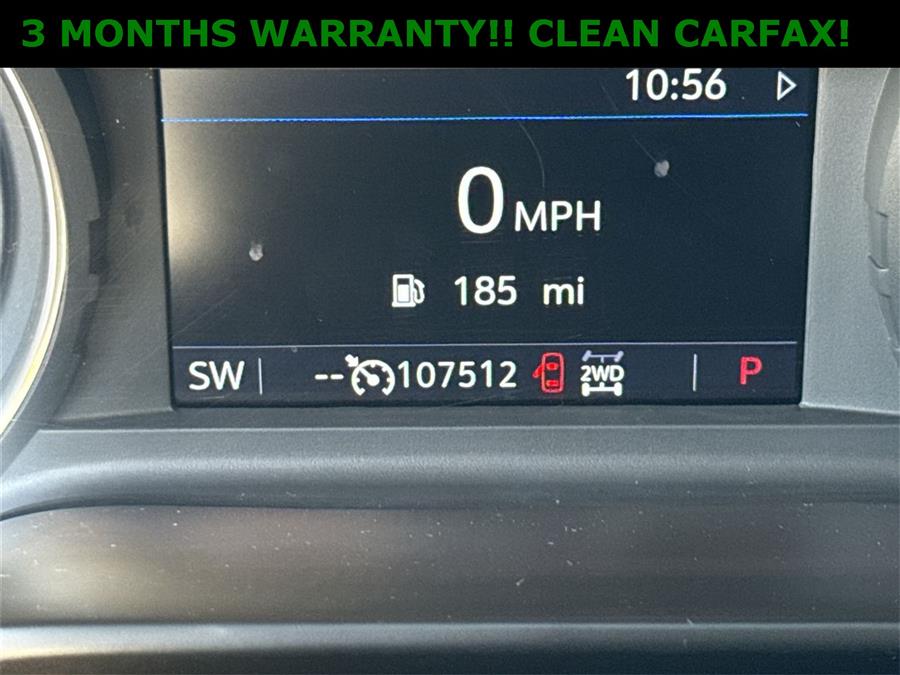 3 MONTHS WARRANTY!! CLEAN CARFAX!
10:56
0 MPH
185 mi
SW -- 107512 2WD P